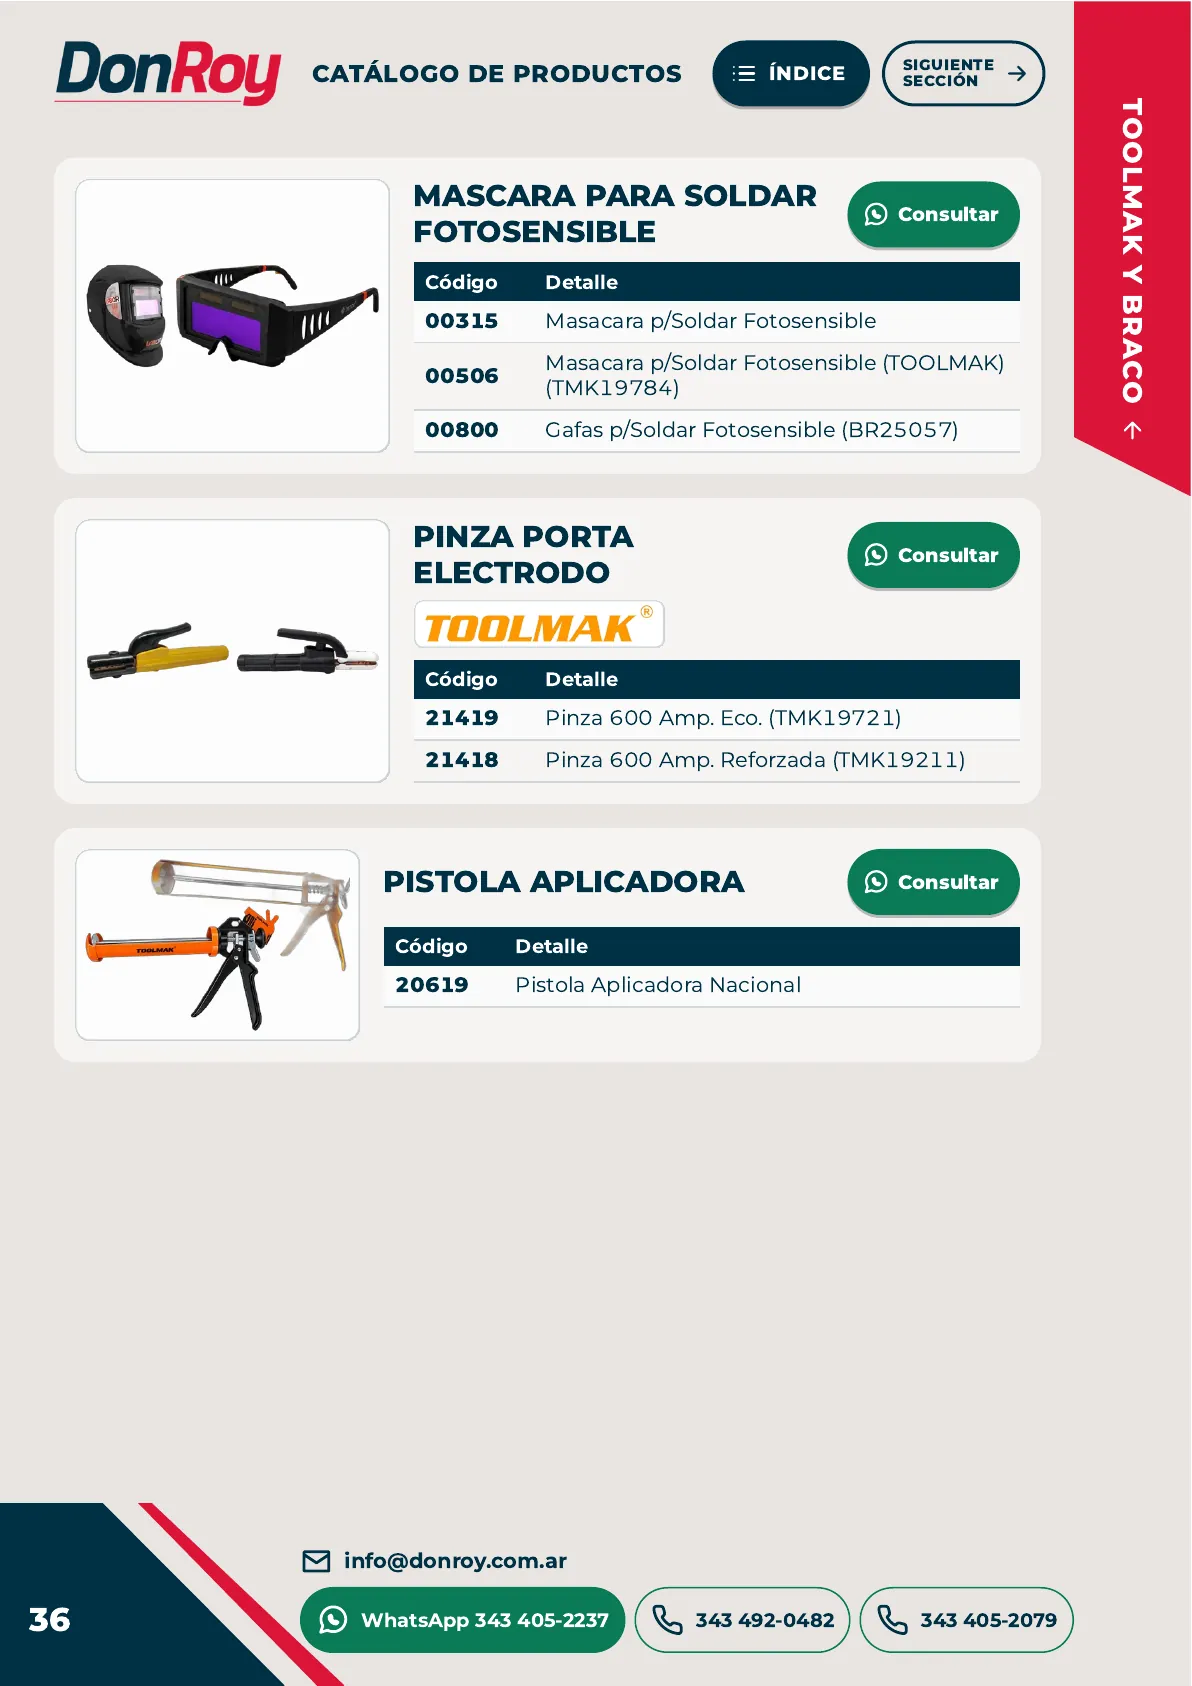 DonRoy
CATÁLOGO DE PRODUCTOS
ÍNDICE
SIGUIENTE
SECCIÓN
TOOLMAK Y BRACO
MASCARA PARA SOLDAR
FOTOSENSIBLE
Consultar
Código Detalle
00315 Masacara p/Soldar Fotosensible
00506 Masacara p/Soldar Fotosensible (TOOLMAK)
(TMK19784)
00800 Gafas p/Soldar Fotosensible (BR25057)
PINZA PORTA
ELECTRODO
Consultar
TOOLMAK®
Código Detalle
21419 Pinza 600 Amp. Eco. (TMK19721)
21418 Pinza 600 Amp. Reforzada (TMK19211)
PISTOLA APLICADORA
Consultar
TOOLMAK
Código Detalle
20619 Pistola Aplicadora Nacional
info@donroy.com.ar
36
WhatsApp 343 405-2237
343 492-0482
343 405-2079